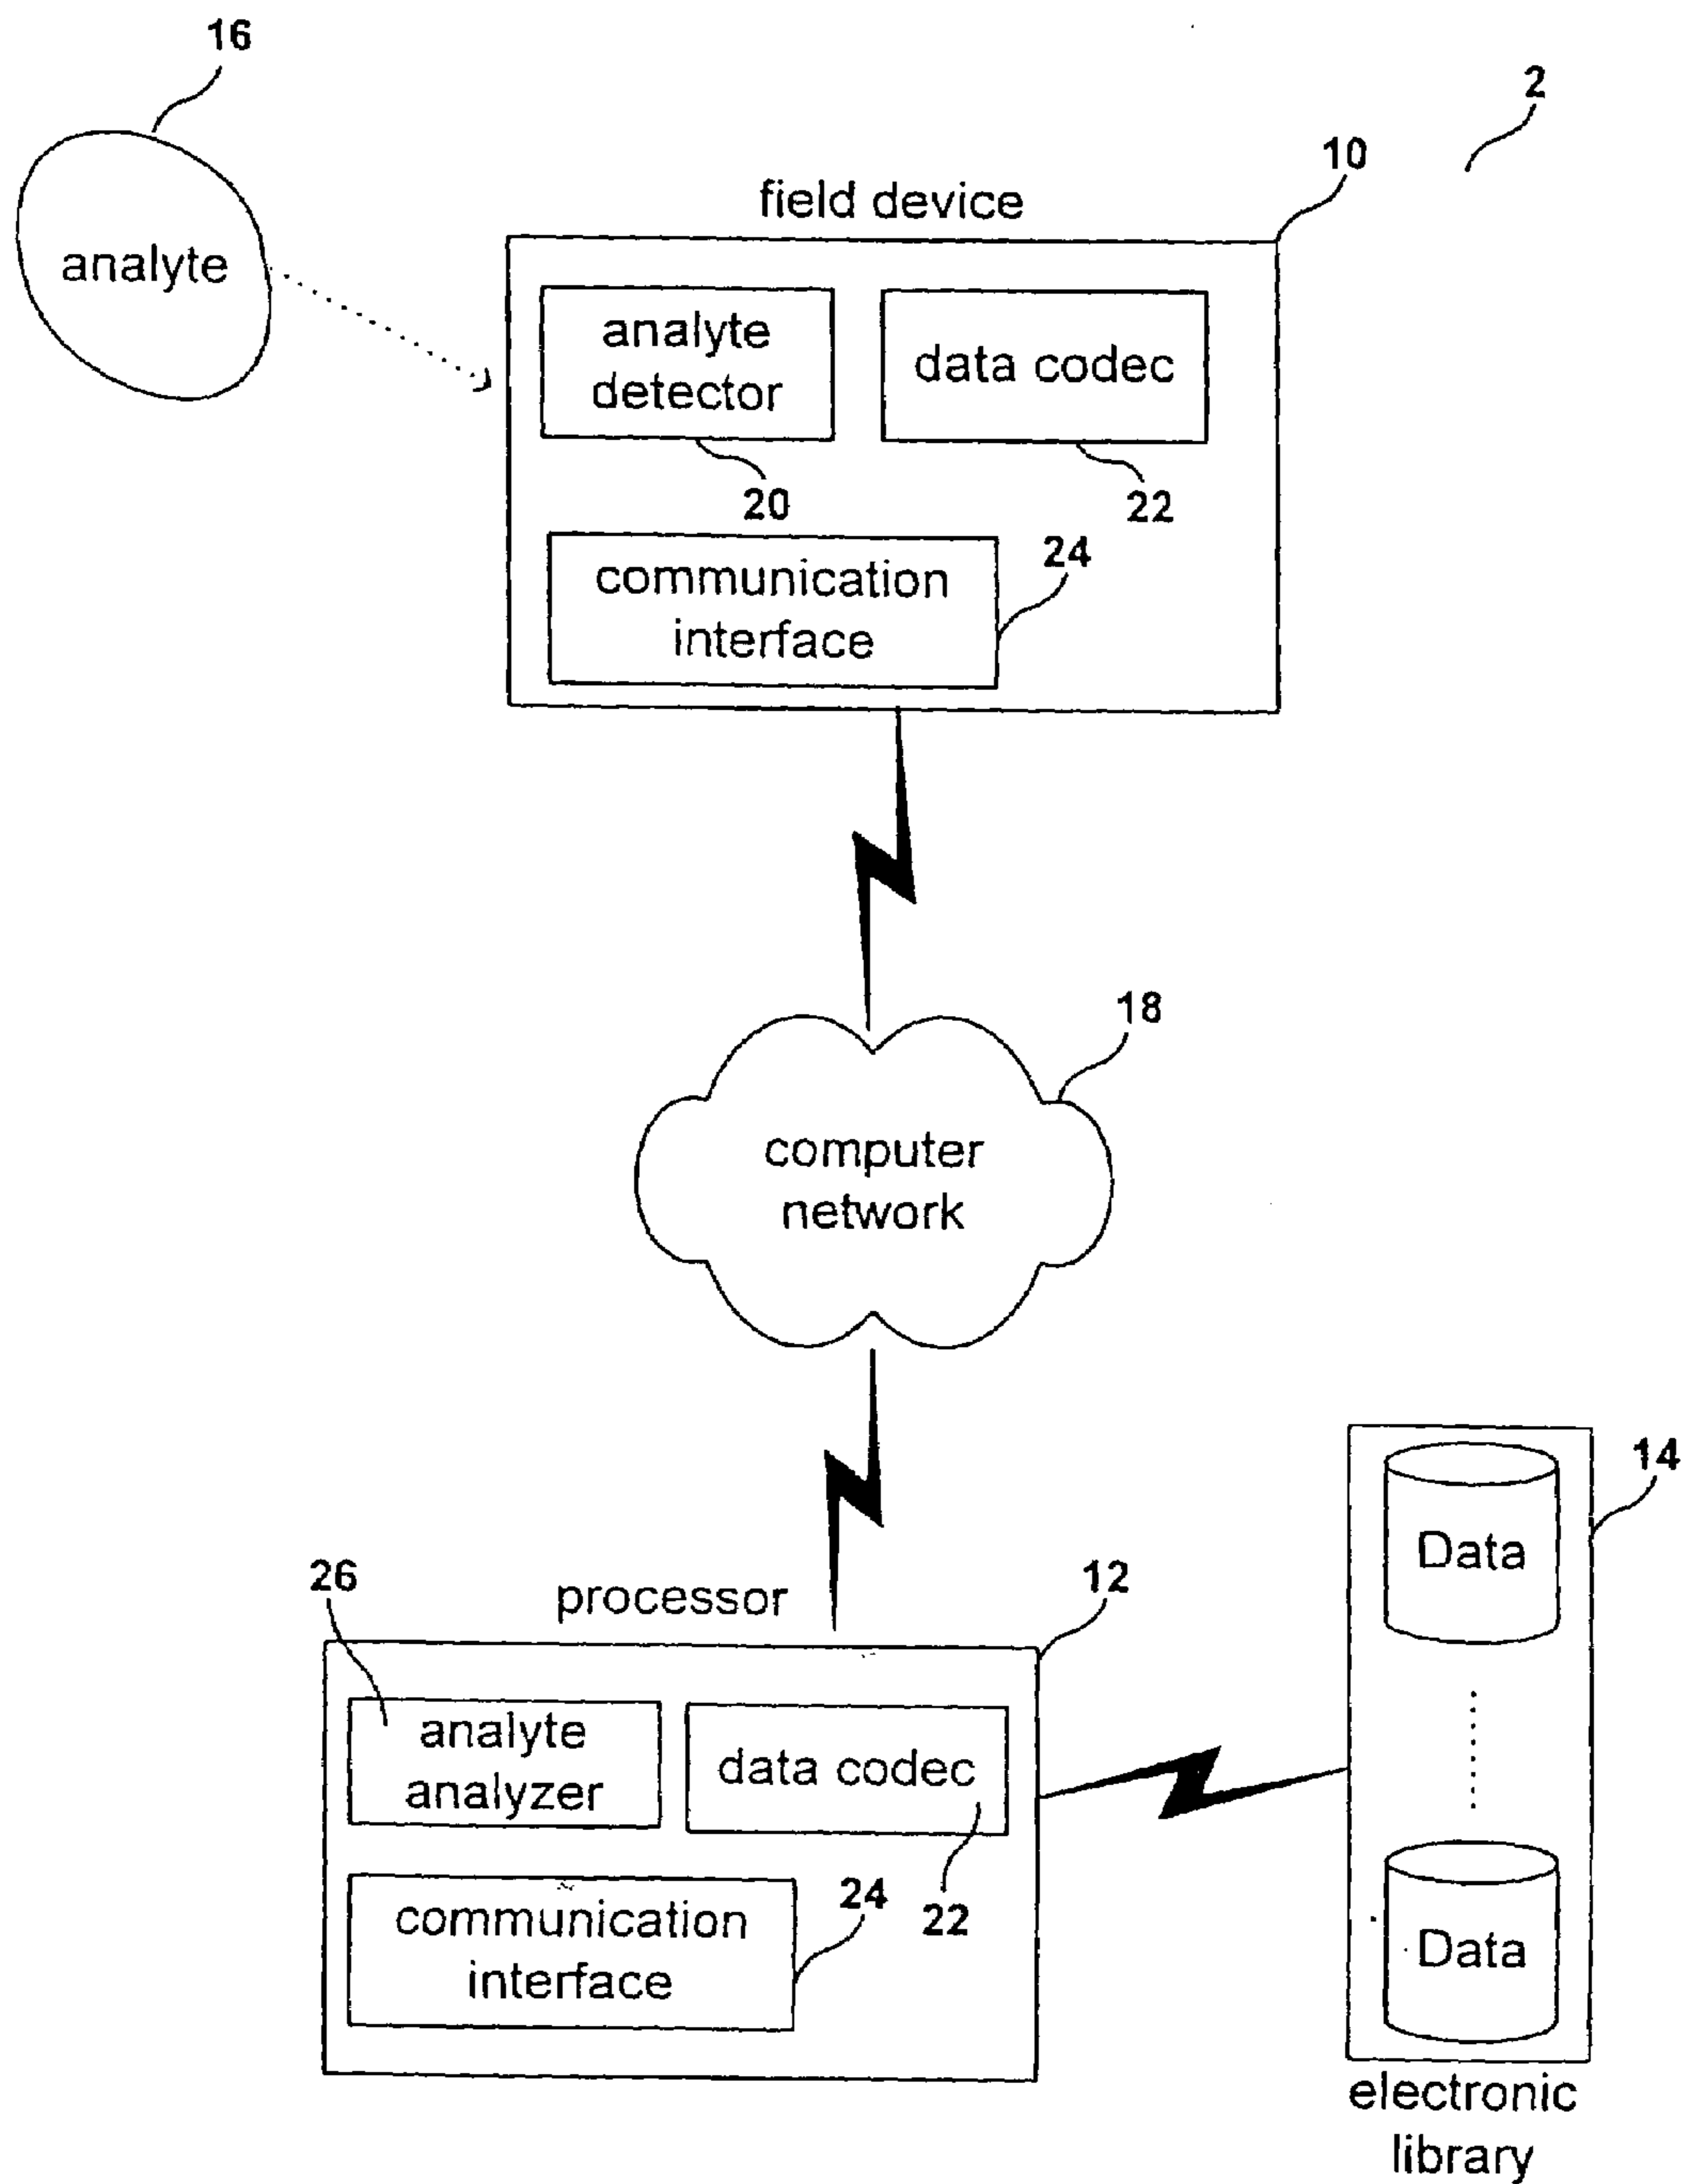 16
2
10
field device
analyte
analyte
detector
data codec
20
22
24
communication
interface
18
computer
network
14
Data
26
processor
12
analyte
analyzer
data codec
24
22
communication
interface
Data
electronic
library